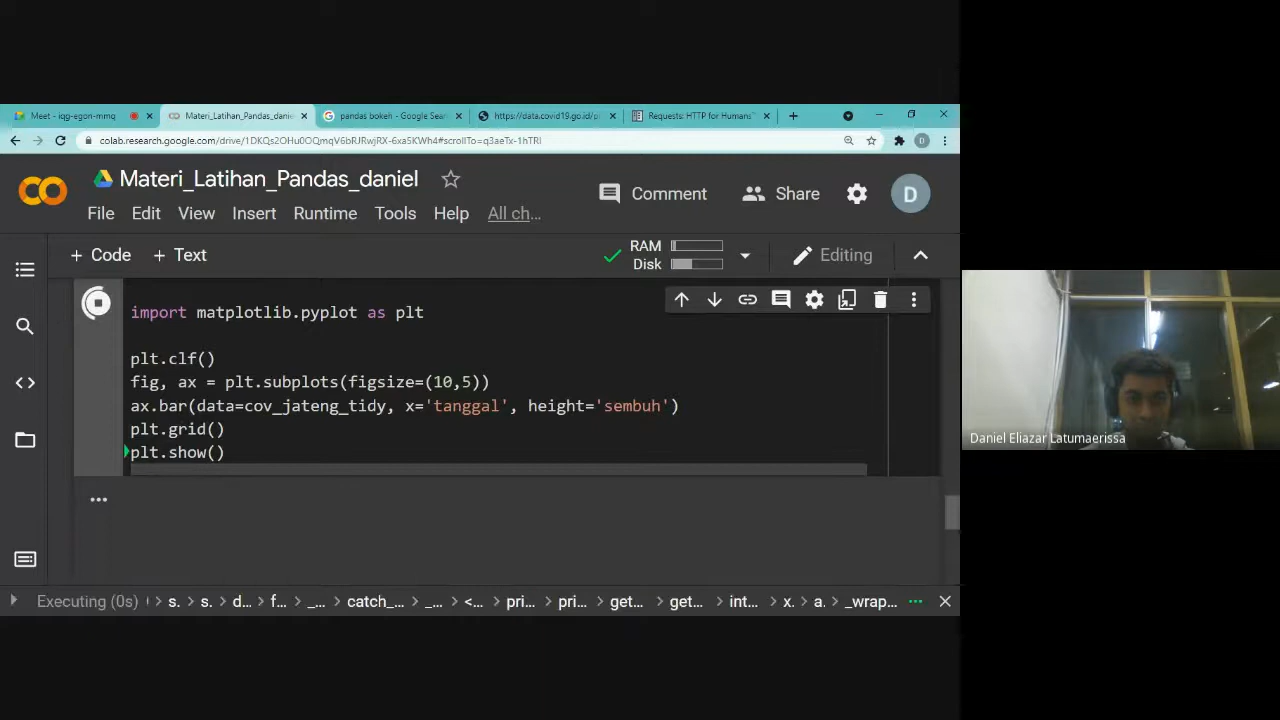 Meet - iqg-egon-mmq
Materi_Latihan_Pandas_danie
pandas bokeh - Google Sear
https://data.covid19.go.id/p
Requests: HTTP for Humans™
colab.research.google.com/drive/1DKQs2OHu0OQmqV6bRJRwjRX-6xa5KWh4#scrollTo=q3aeTx-1hTRl
D
Materi_Latihan_Pandas_daniel
Comment
Share
D
File Edit View Insert Runtime Tools Help All ch…
+ Code + Text
RAM
Disk
Editing
import matplotlib.pyplot as plt
plt.clf()
fig, ax = plt.subplots(figsize=(10,5))
ax.bar(data=cov_jateng_tidy, x='tanggal', height='sembuh')
plt.grid()
plt.show()
Daniel Eliazar Latumaerissa
Executing (0s) s. > s. > d… > f… > _… > catch_… > _… > <… > pri… > pri… > get… > get… > int… > x. > a. > _wrap…